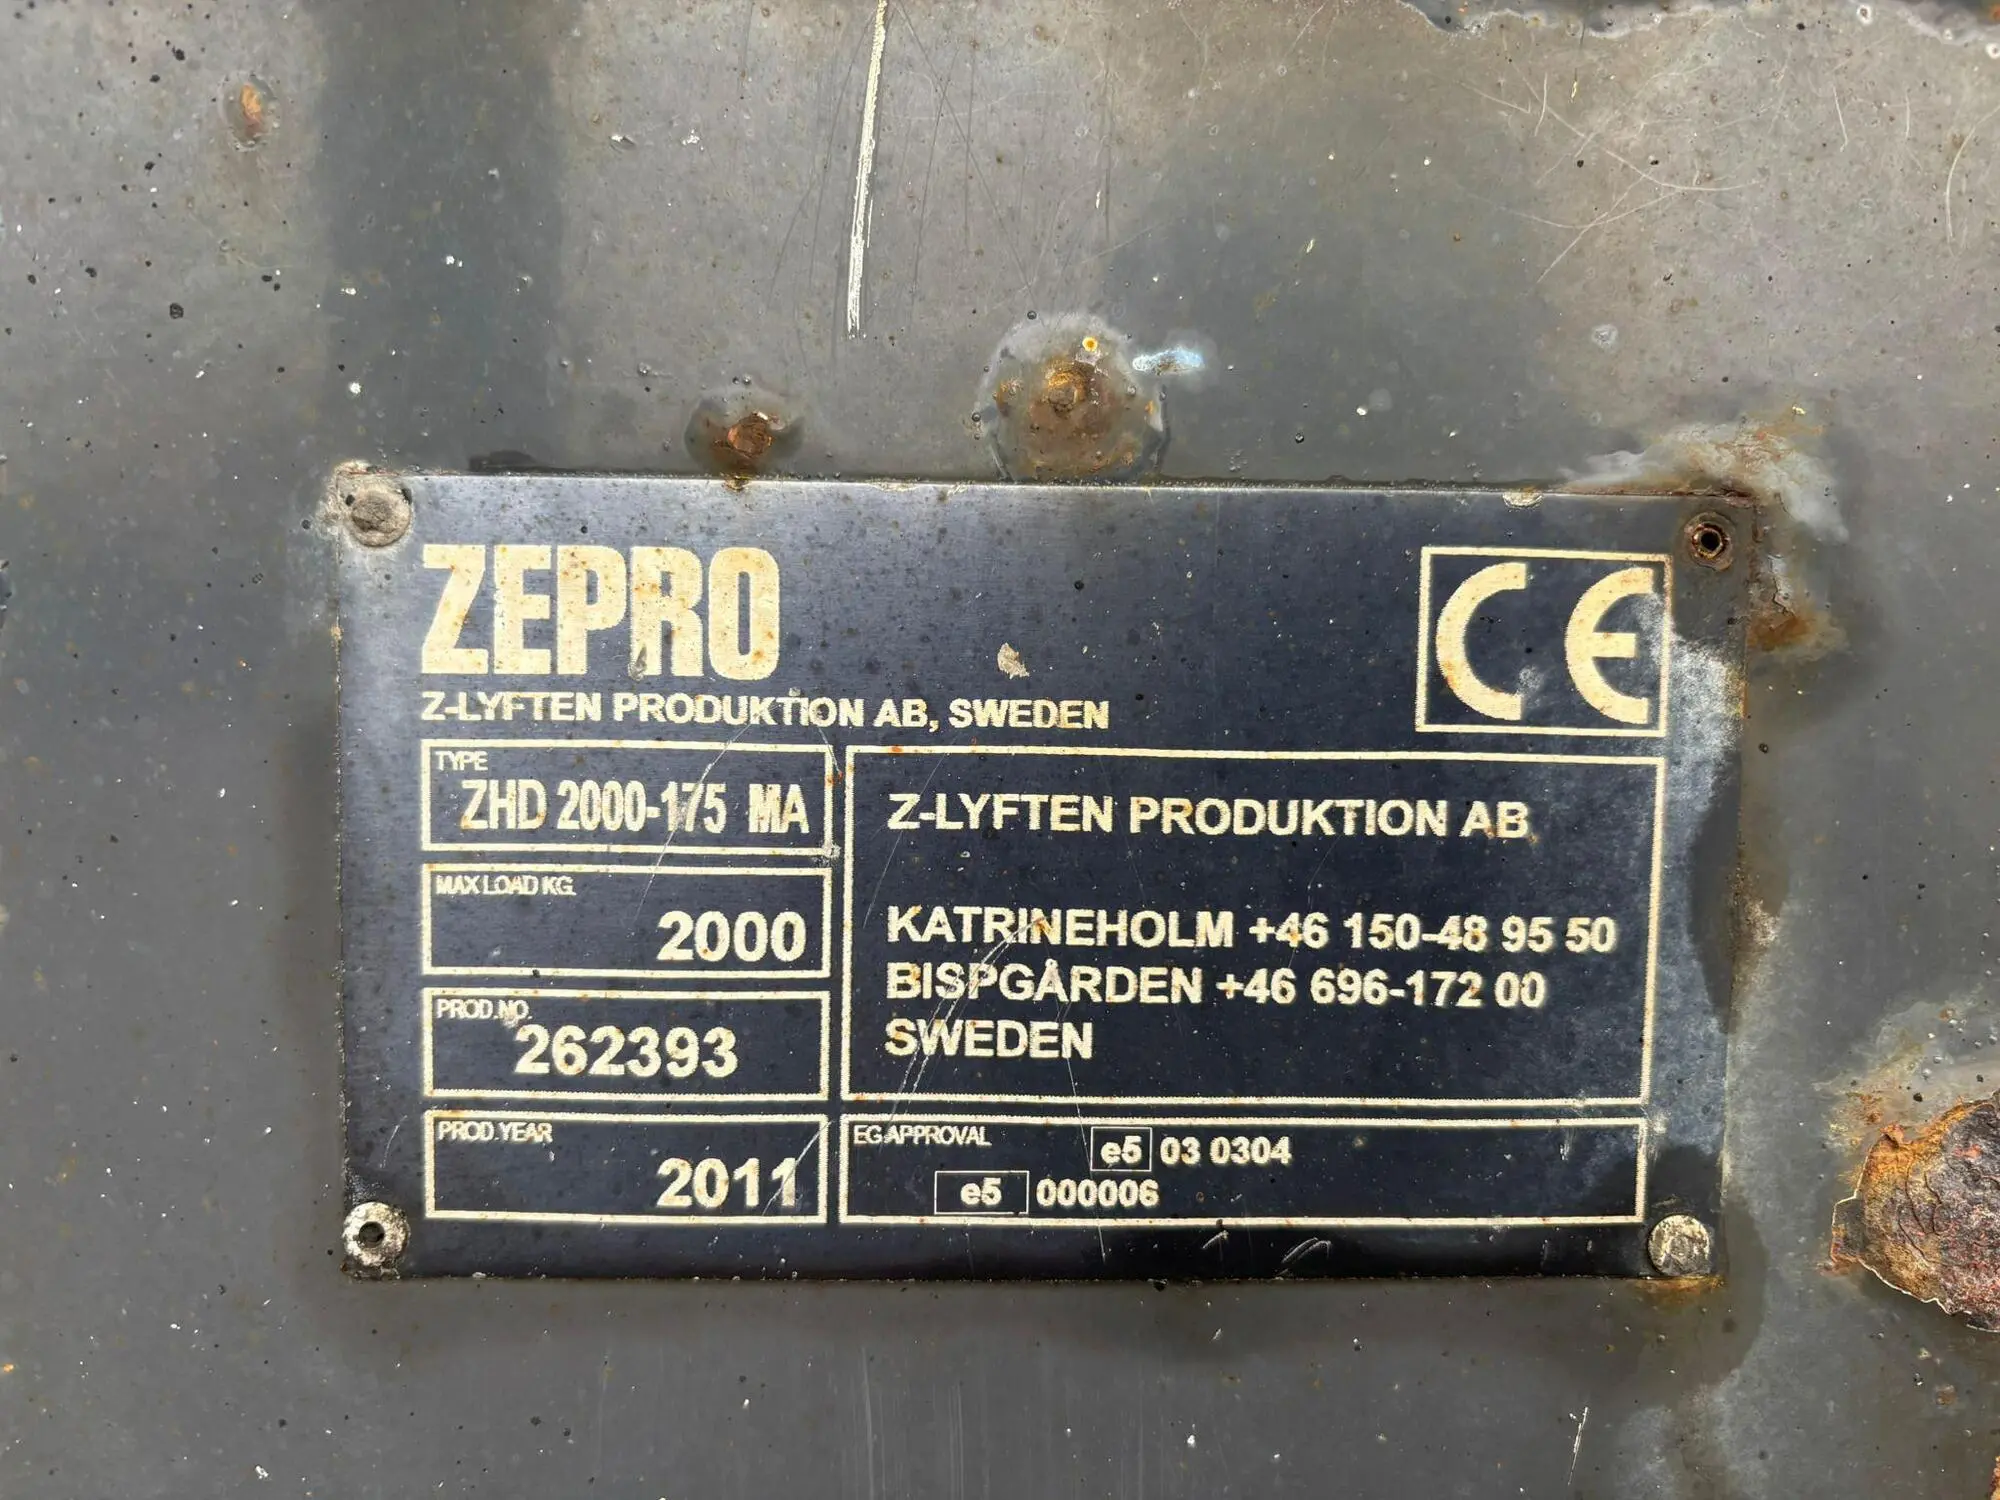 ZEPRO
CE
Z-LYFTEN PRODUKTION AB, SWEDEN
TYPE
ZHD 2000-175 MA
MAX LOAD KG.
2000
PROD.NO.
262393
PROD.YEAR
2011
Z-LYFTEN PRODUKTION AB
KATRINEHOLM +46 150-48 95 50
BISPGÅRDEN +46 696-172 00
SWEDEN
EG-APPROVAL
e5 03 0304
e5 000006